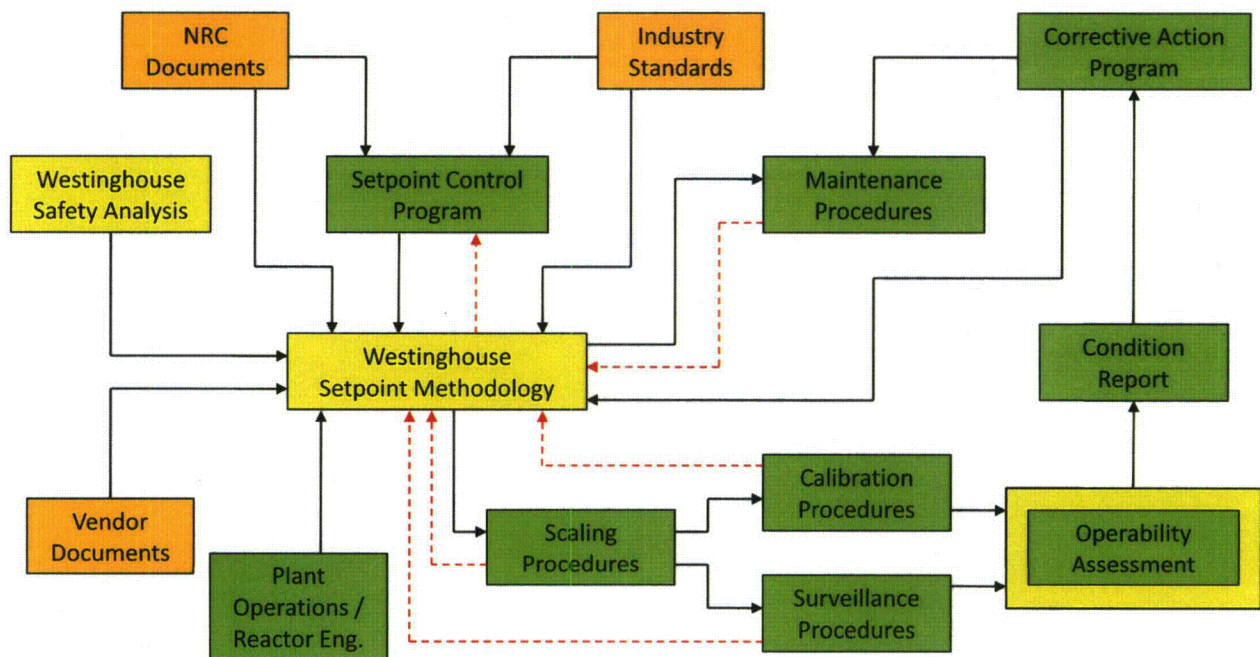 NRC
Documents
Industry
Standards
Corrective Action
Program
Westinghouse
Safety Analysis
Setpoint Control
Program
Maintenance
Procedures
Westinghouse
Setpoint Methodology
Condition
Report
Vendor
Documents
Plant
Operations /
Reactor Eng.
Scaling
Procedures
Calibration
Procedures
Surveillance
Procedures
Operability
Assessment